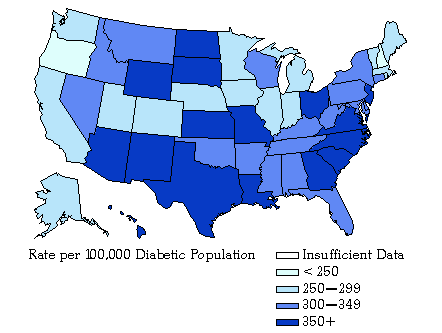 Rate per 100,000 Diabetic Population
Insufficient Data
< 250
250—299
300—349
350+